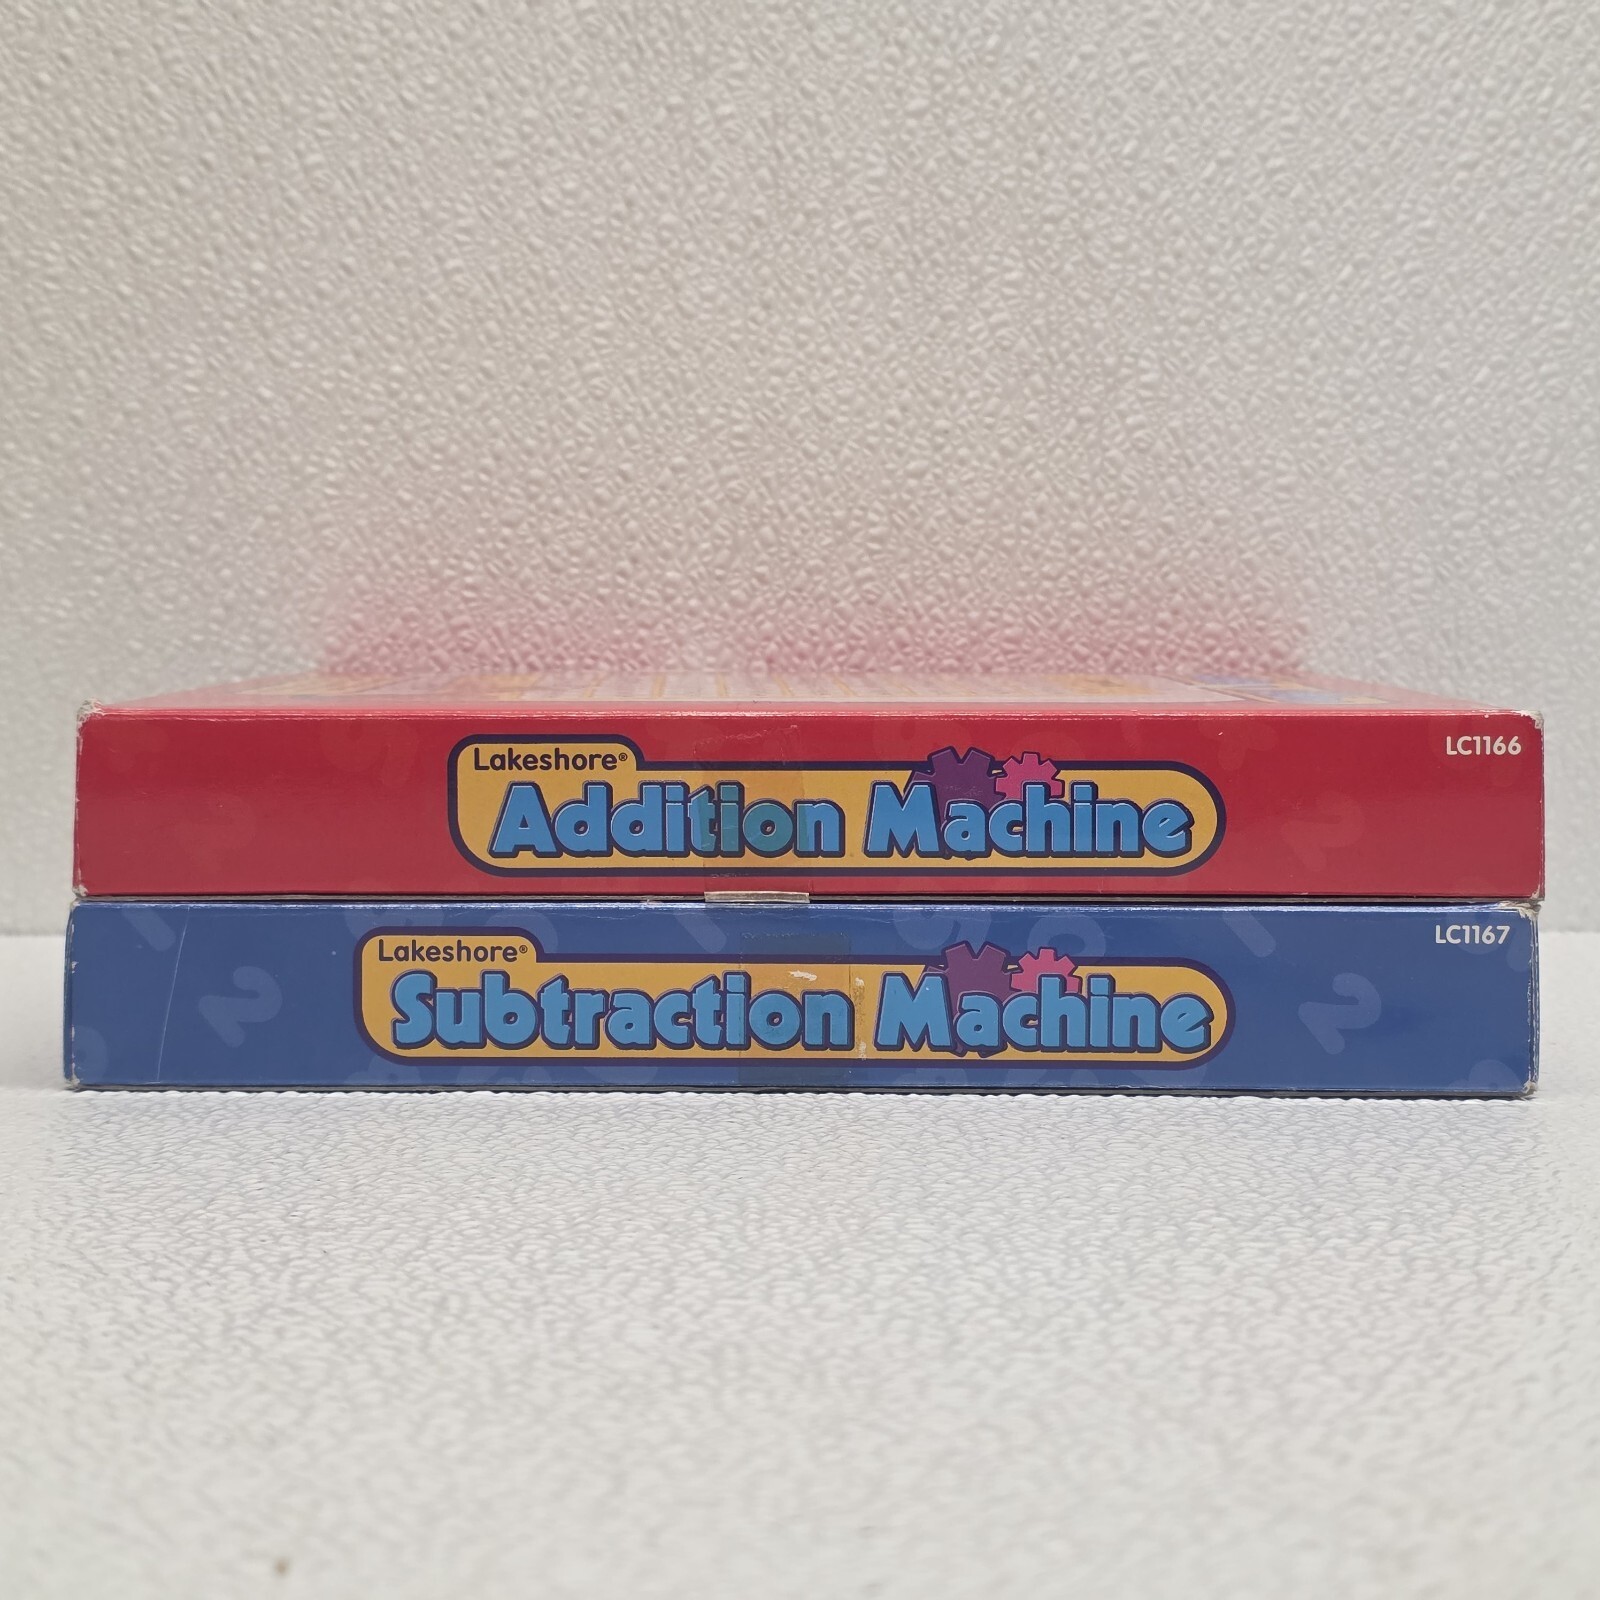 Lakeshore®
Addition Machine
LC1166
Lakeshore®
Subtraction Machine
LC1167